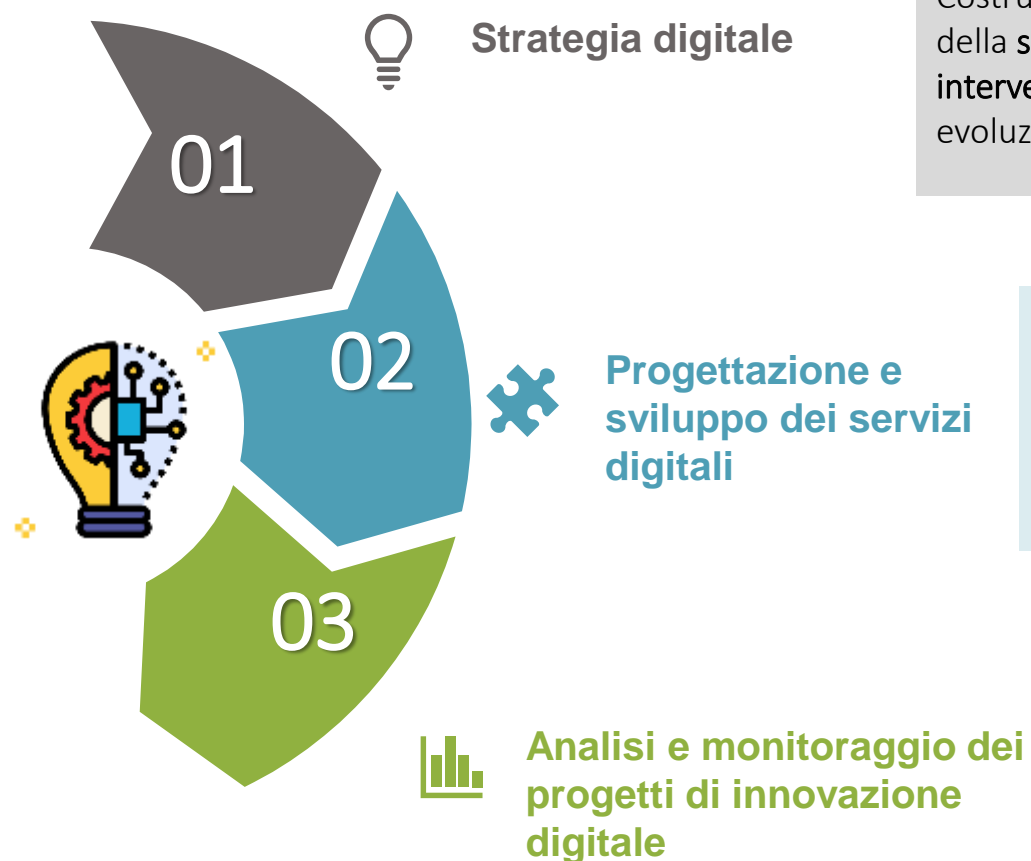 Strategia digitale
della
evoluz
01
02
Progettazione e
sviluppo dei servizi
digitali
03
Analisi e monitoraggio dei
progetti di innovazione
digitale